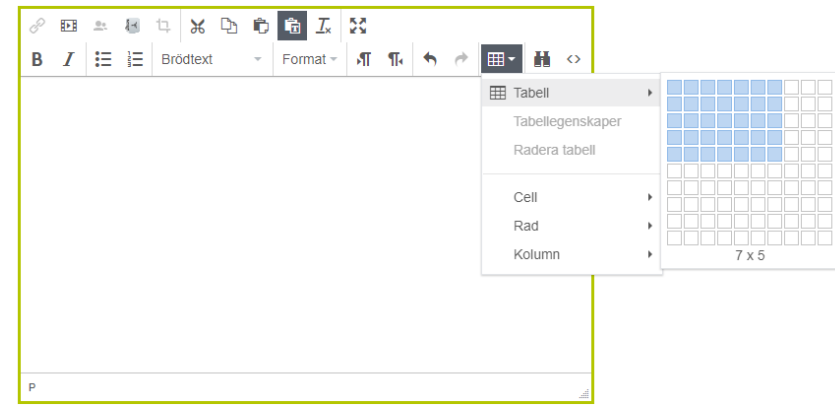 B I Brödtext Format
Tabell
Tabellegenskaper
Radera tabell
Cell
Rad
Kolumn
7 x 5
P